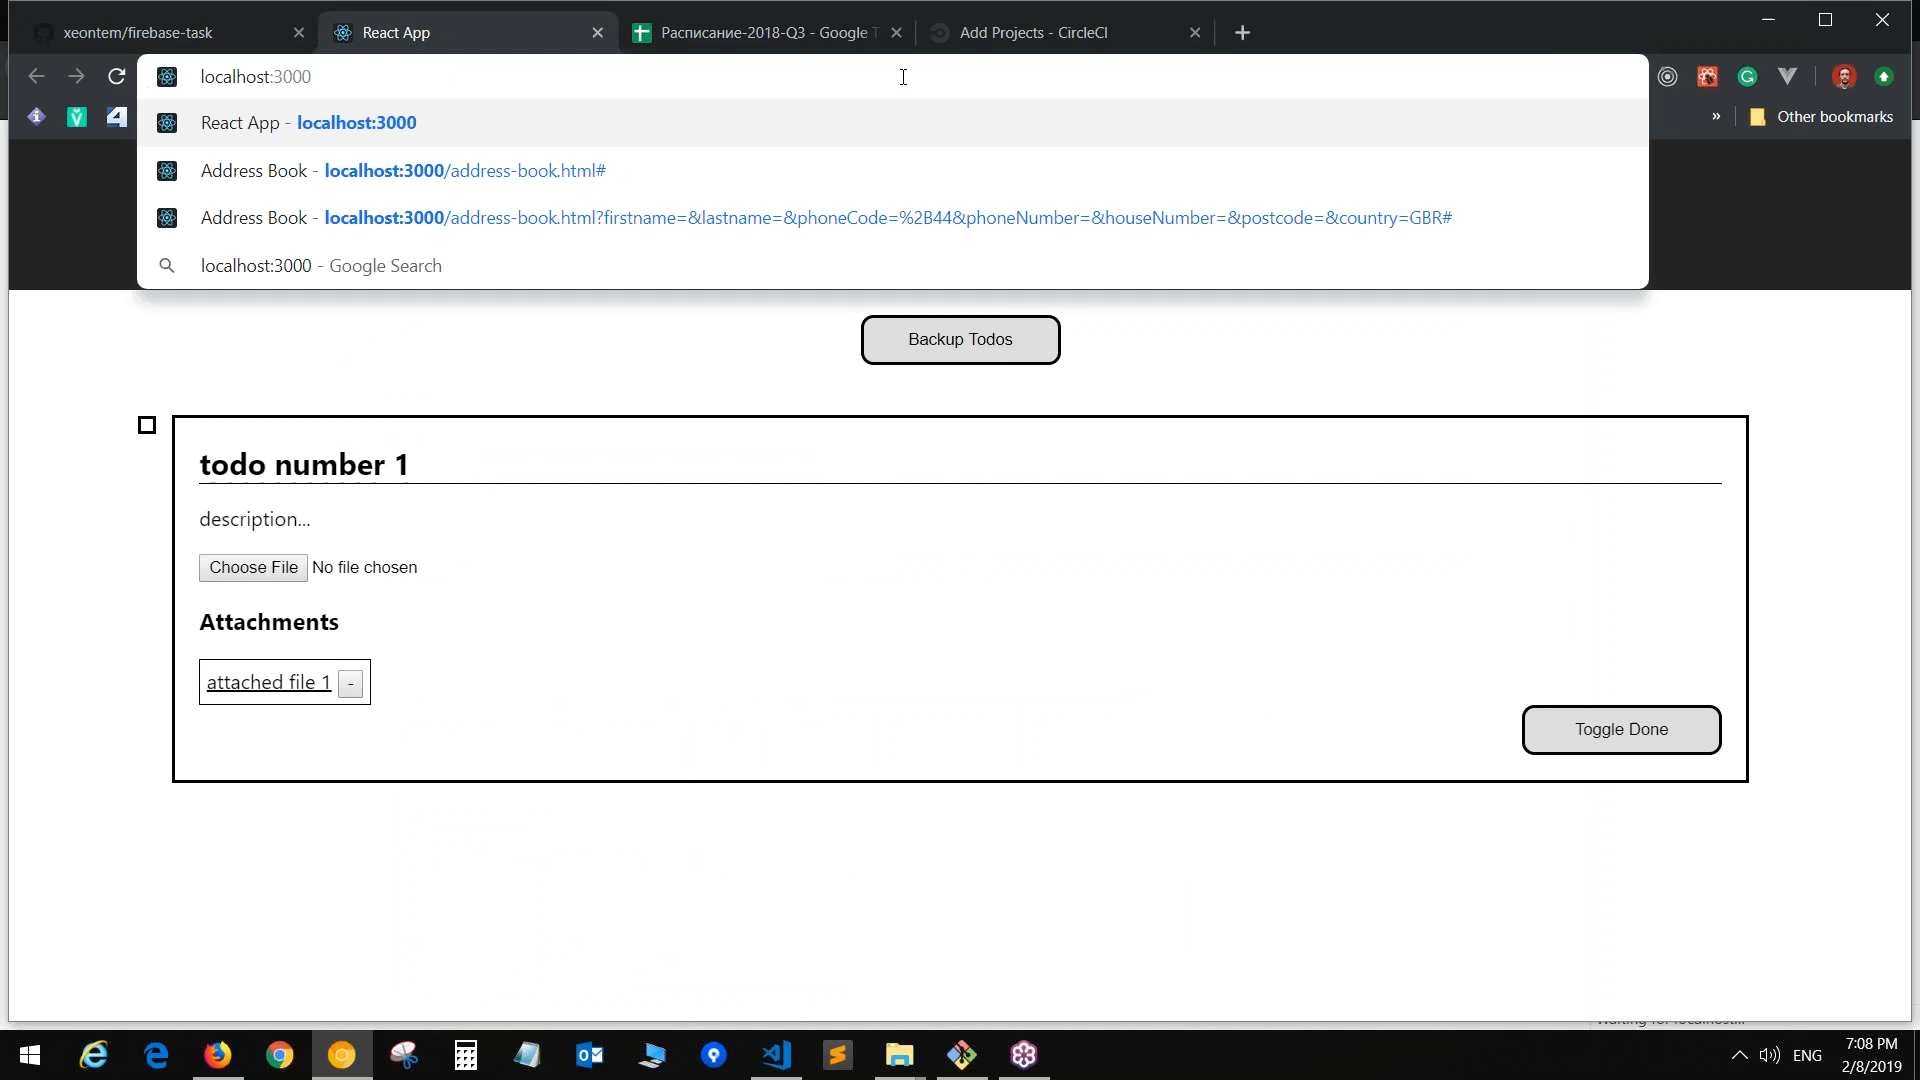 xeontem/firebase-task
React App
Расписание-2018-Q3 - Google T
Add Projects - CircleCI
localhost:3000
React App - localhost:3000
Address Book - localhost:3000/address-book.html#
Address Book - localhost:3000/address-book.html?firstname=&lastname=&phoneCode=%2B44&phoneNumber=&houseNumber=&postcode=&country=GBR#
localhost:3000 - Google Search
» Other bookmarks
Backup Todos
todo number 1
description...
Choose File No file chosen
Attachments
attached file 1 -
Toggle Done
Waiting for localhost...
ENG
7:08 PM
2/8/2019